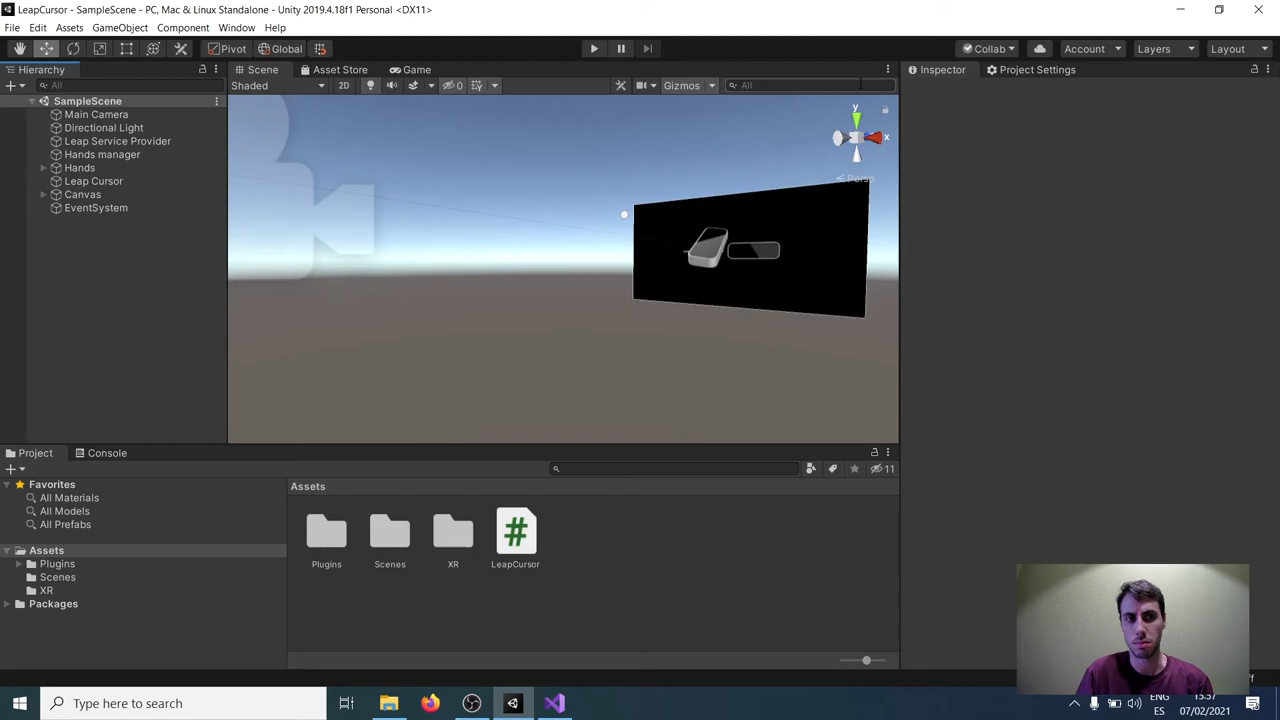 LeapCursor - SampleScene - PC, Mac & Linux Standalone - Unity 2019.4.18f1 Personal <DX11>
File Edit Assets GameObject Component Window Help
Pivot Global Collab Account Layers Layout
Hierarchy Scene Asset Store Game Inspector Project Settings
All Shaded 2D 0 Gizmos All
SampleScene
Main Camera
Directional Light
Leap Service Provider
Hands manager
Hands
Leap Cursor
Canvas
EventSystem
y
x
Persp
Project Console
11
Favorites
All Materials
All Models
All Prefabs
Assets
Plugins
Scenes
XR
Packages
Assets
#
Plugins Scenes XR LeapCursor
Type here to search
ENG
ES
07/02/2021